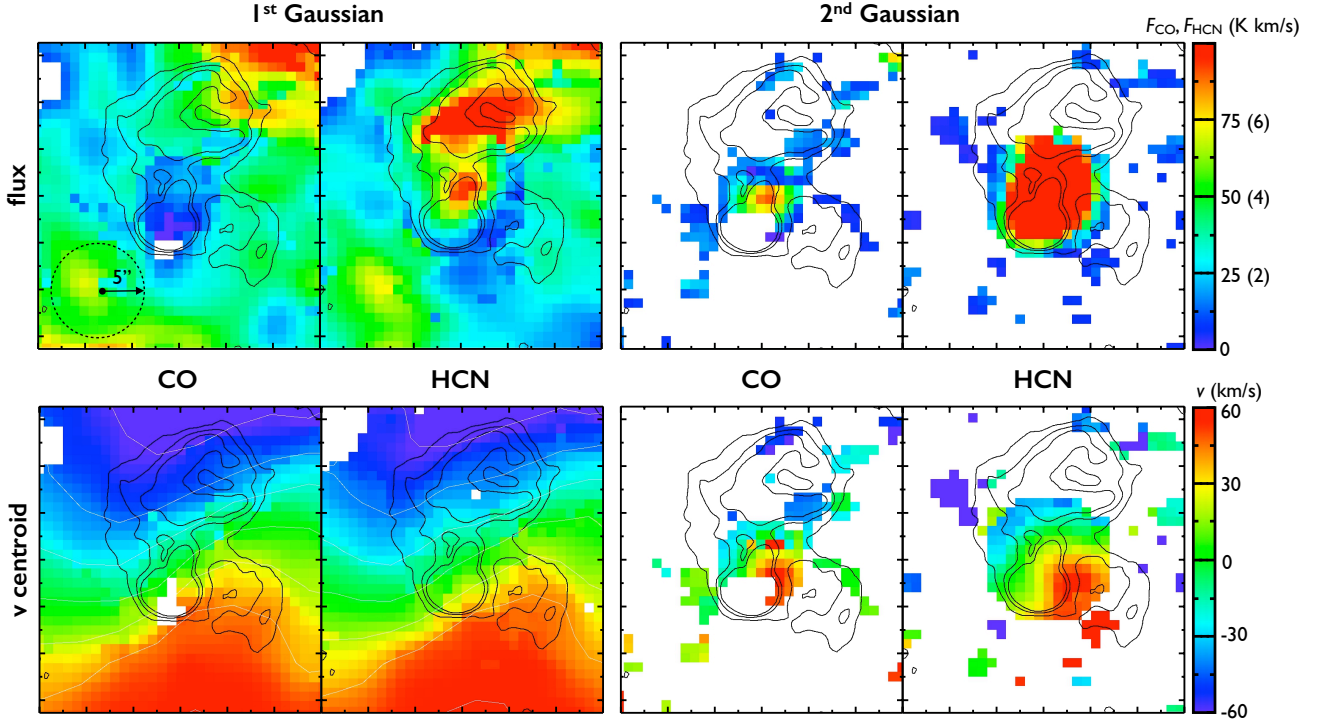 1st Gaussian
2nd Gaussian
FCO, FHCN (K km/s)
flux
75 (6)
50 (4)
25 (2)
0
5”
CO
HCN
CO
HCN
v (km/s)
v centroid
60
30
0
-30
-60